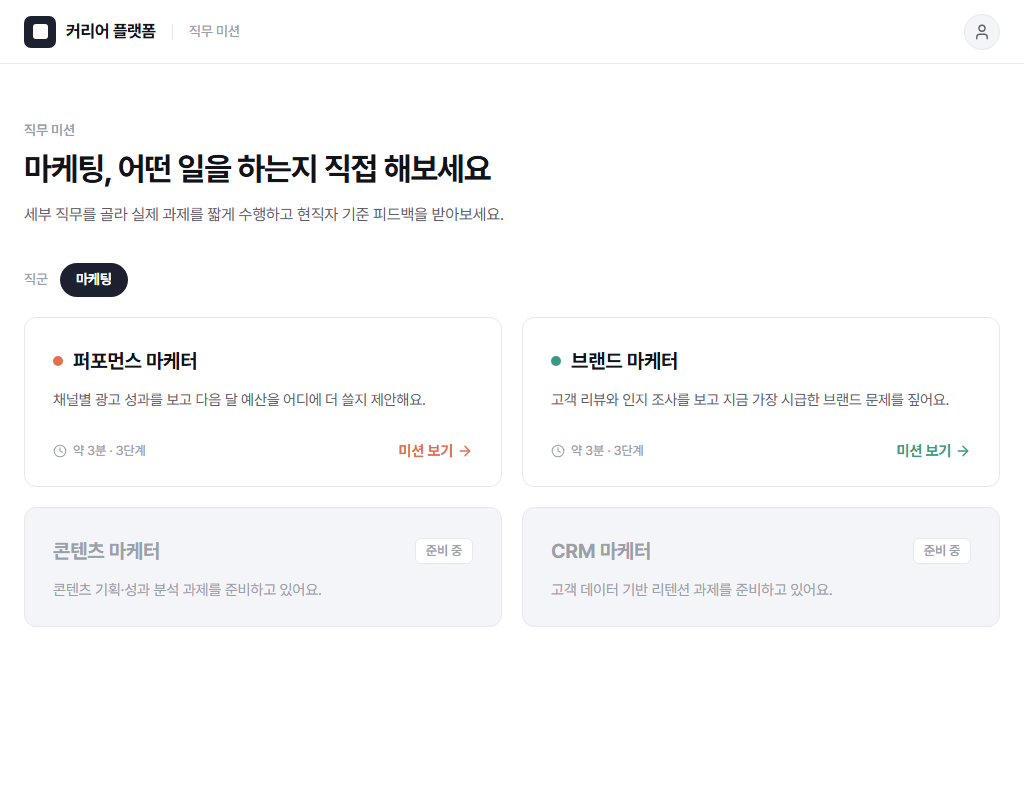 커리어 플랫폼
직무 미션
직무 미션
마케팅, 어떤 일을 하는지 직접 해보세요
세부 직무를 골라 실제 과제를 짧게 수행하고 현직자 기준 피드백을 받아보세요.
직군
마케팅
퍼포먼스 마케터
채널별 광고 성과를 보고 다음 달 예산을 어디에 더 쓸지 제안해요.
약 3분 · 3단계
미션 보기 →
브랜드 마케터
고객 리뷰와 인지 조사를 보고 지금 가장 시급한 브랜드 문제를 짚어요.
약 3분 · 3단계
미션 보기 →
콘텐츠 마케터
준비 중
콘텐츠 기획·성과 분석 과제를 준비하고 있어요.
CRM 마케터
준비 중
고객 데이터 기반 리텐션 과제를 준비하고 있어요.